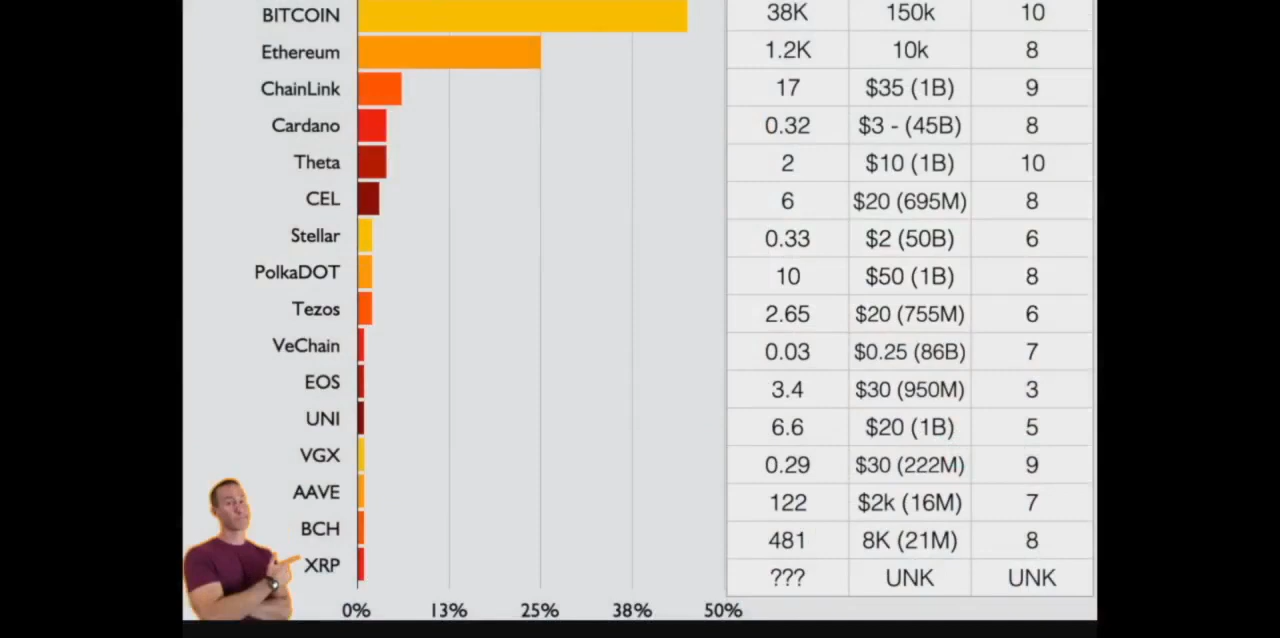 BITCOIN 38K 150k 10
Ethereum 1.2K 10k 8
ChainLink 17 $35 (1B) 9
Cardano 0.32 $3 - (45B) 8
Theta 2 $10 (1B) 10
CEL 6 $20 (695M) 8
Stellar 0.33 $2 (50B) 6
PolkaDOT 10 $50 (1B) 8
Tezos 2.65 $20 (755M) 6
VeChain 0.03 $0.25 (86B) 7
EOS 3.4 $30 (950M) 3
UNI 6.6 $20 (1B) 5
VGX 0.29 $30 (222M) 9
AAVE 122 $2k (16M) 7
BCH 481 8K (21M) 8
XRP ??? UNK UNK
0% 13% 25% 38% 50%